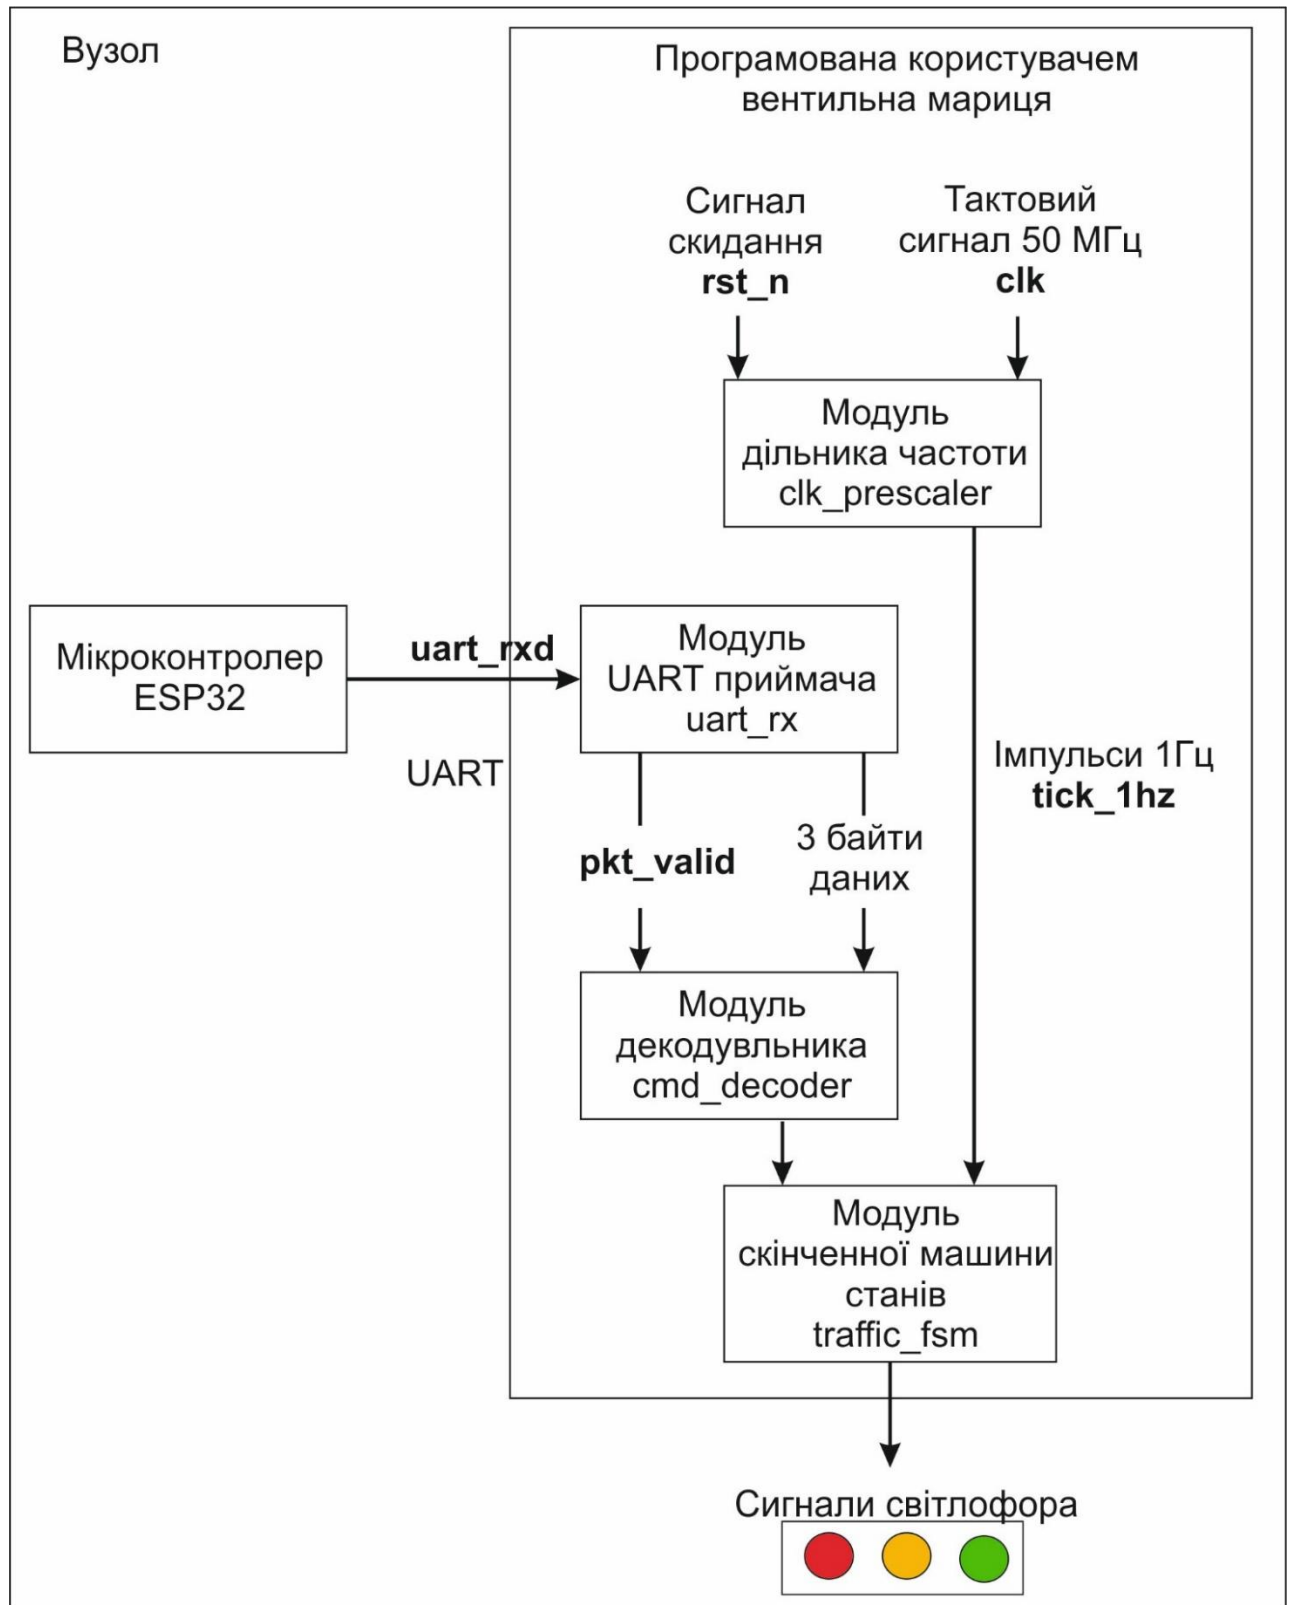 Вузол
Програмована користувачем
вентильна мариця
Сигнал
скидання
rst_n
Тактовий
сигнал 50 МГц
clk
Модуль
дільника частоти
clk_prescaler
Мікроконтролер
ESP32
uart_rxd
UART
Модуль
UART приймача
uart_rx
Імпульси 1Гц
tick_1hz
pkt_valid
3 байти
даних
Модуль
декодувльника
cmd_decoder
Модуль
скінченної машини
станів
traffic_fsm
Сигнали світлофора